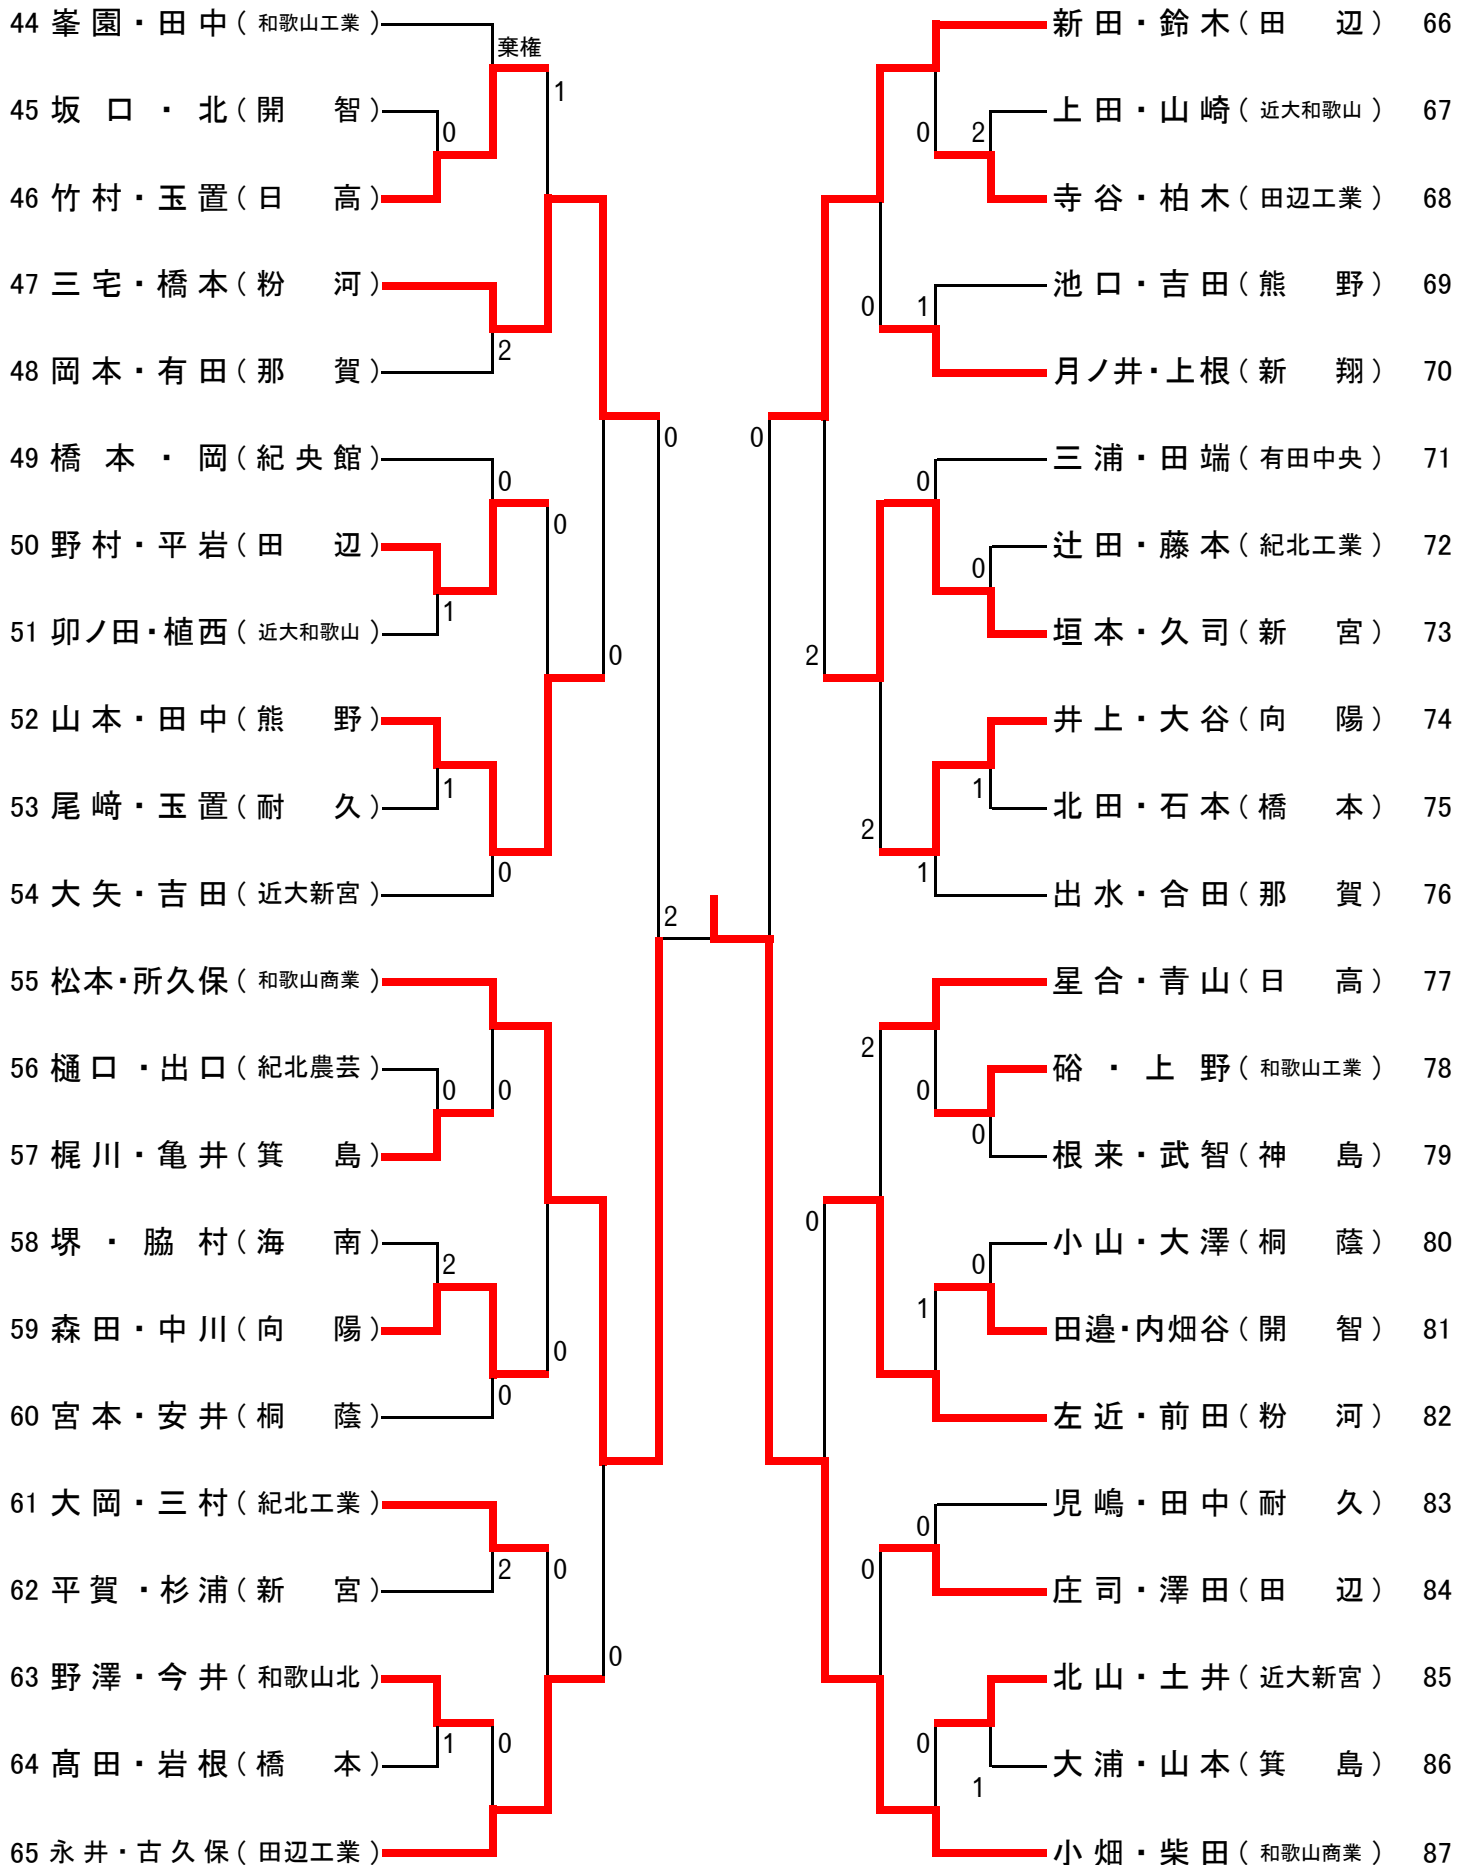 44 峯園・田中(和歌山工業)
棄権
1
45 坂口・北(開智)
0
46 竹村・玉置(日高)
47 三宅・橋本(粉河)
2
48 岡本・有田(那賀)
0
49 橋本・岡(紀央館)
0
0
50 野村・平岩(田辺)
1
51 卯ノ田・植西(近大和歌山)
0
52 山本・田中(熊野)
1
53 尾﨑・玉置(耐久)
0
54 大矢・吉田(近大新宮)
2
55 松本・所久保(和歌山商業)
56 樋口・出口(紀北農芸)
0
0
57 梶川・亀井(箕島)
58 堺・脇村(海南)
2
59 森田・中川(向陽)
0
0
60 宮本・安井(桐蔭)
61 大岡・三村(紀北工業)
2
0
62 平賀・杉浦(新宮)
0
63 野澤・今井(和歌山北)
1
0
64 髙田・岩根(橋本)
65 永井・古久保(田辺工業)
新田・鈴木(田辺) 66
上田・山崎(近大和歌山) 67
0
2
寺谷・柏木(田辺工業) 68
池口・吉田(熊野) 69
0
1
月ノ井・上根(新翔) 70
0
三浦・田端(有田中央) 71
0
辻田・藤本(紀北工業) 72
0
垣本・久司(新宮) 73
2
井上・大谷(向陽) 74
1
北田・石本(橋本) 75
2
1
出水・合田(那賀) 76
星合・青山(日高) 77
2
硲・上野(和歌山工業) 78
0
0
根来・武智(神島) 79
0
小山・大澤(桐蔭) 80
0
1
田邉・内畑谷(開智) 81
左近・前田(粉河) 82
児嶋・田中(耐久) 83
0
0
庄司・澤田(田辺) 84
北山・土井(近大新宮) 85
0
大浦・山本(箕島) 86
1
小畑・柴田(和歌山商業) 87